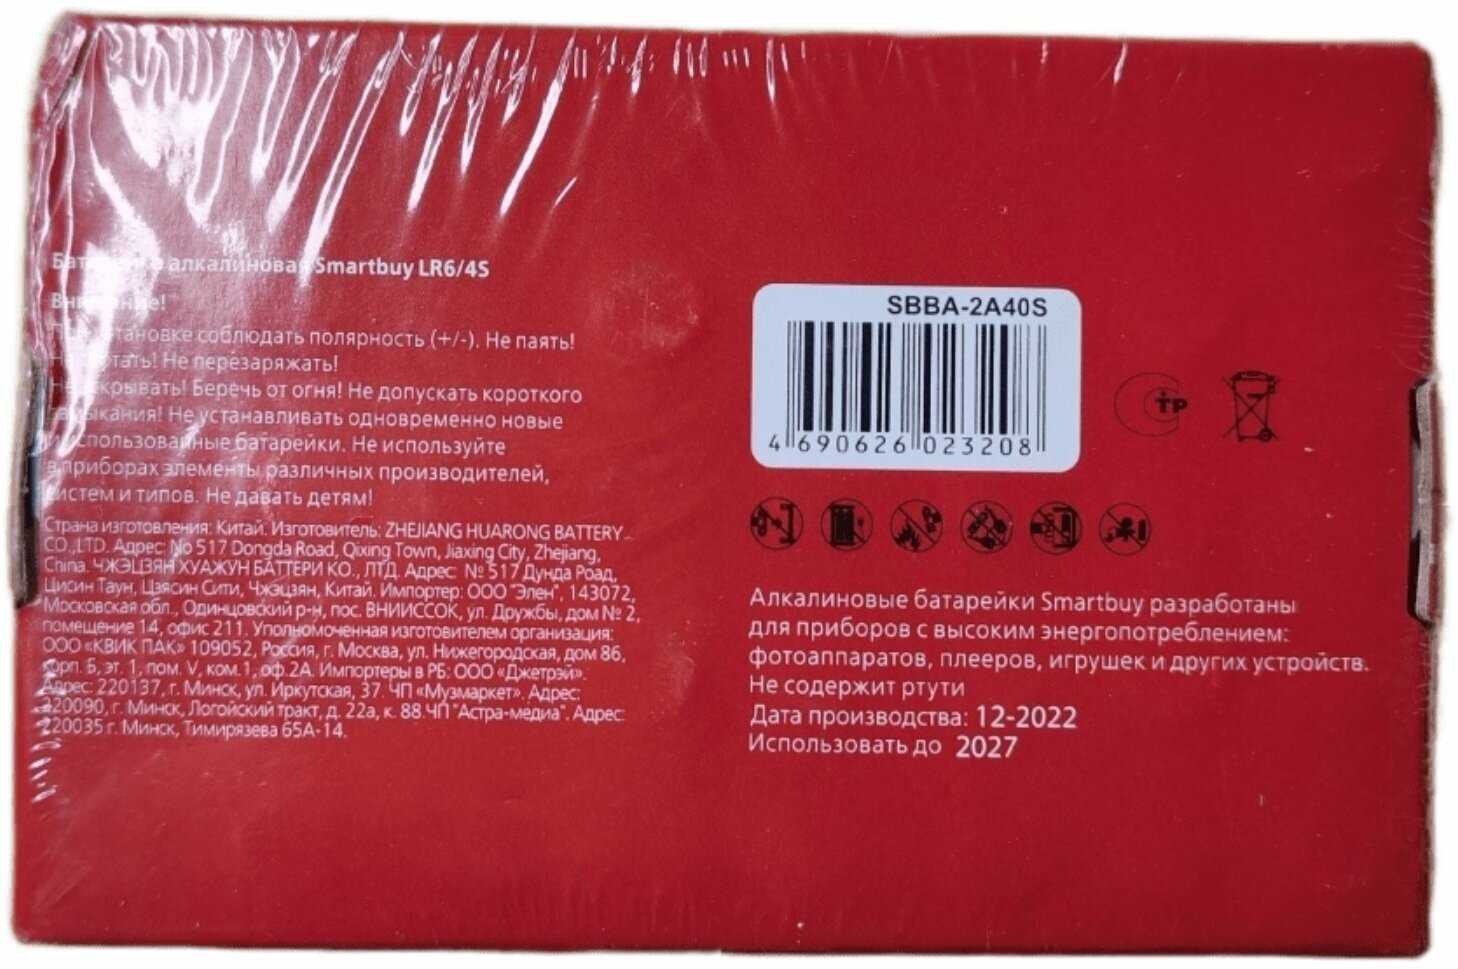 алкалиновая Smartbuy LR6/4S
соблюдать полярность (+/-). Не паять!
Не перезаряжать!
Беречь от огня! Не допускать короткого
Не устанавливать одновременно новые
батарейки. Не используйте
в приборах элементы различных производителей,
систем и типов. Не давать детям!
Страна изготовления: Китай. Изготовитель: ZHEJIANG HUARONG BATTERY
CO.,LTD. Адрес: No 517 Dongda Road, Qixing Town, Jiaxing City, Zhejiang,
China. ЧЖЭЦЗЯН ХУАЖУН БАТТЕРИ КО., ЛТД. Адрес: № 517 Дунда Роад,
Цисин Таун, Цзясин Сити, Чжэцзян, Китай. Импортер: ООО "Элен", 143072,
Московская обл., Одинцовский р-н, пос. ВНИИССОК, ул. Дружбы, дом № 2,
помещение 14, офис 211. Уполномоченная изготовителем организация:
ООО «КВИК ПАК» 109052, Россия, г. Москва, ул. Нижегородская, дом 86,
корп. Б, эт. 1, пом. V, ком.1, оф.2А. Импортеры в РБ: ООО «Джетрэй».
Адрес: 220137, г. Минск, ул. Иркутская, 37. ЧП «Музмаркет». Адрес:
220090, г. Минск, Логойский тракт, д. 22а, к. 88. ЧП "Астра-медиа". Адрес:
220035 г. Минск, Тимирязева 65А-14.
SBBA-2A40S
4 690626 023208
ТР
Алкалиновые батарейки Smartbuy разработаны
для приборов с высоким энергопотреблением:
фотоаппаратов, плееров, игрушек и других устройств.
Не содержит ртути
Дата производства: 12-2022
Использовать до 2027